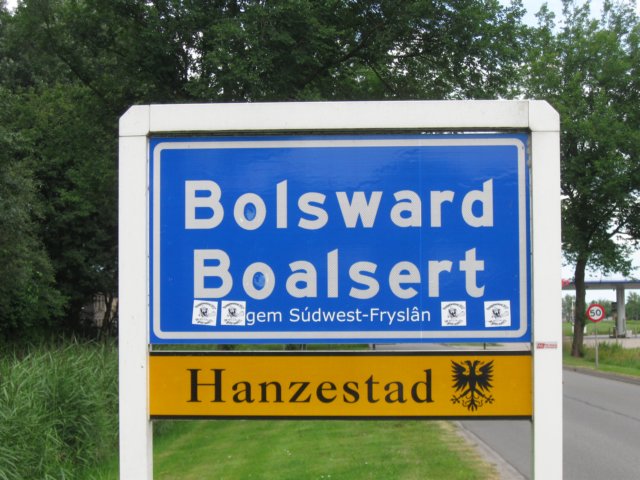 Bolsward
Boalsert
gem Súdwest-Fryslân
Hanzestad
50